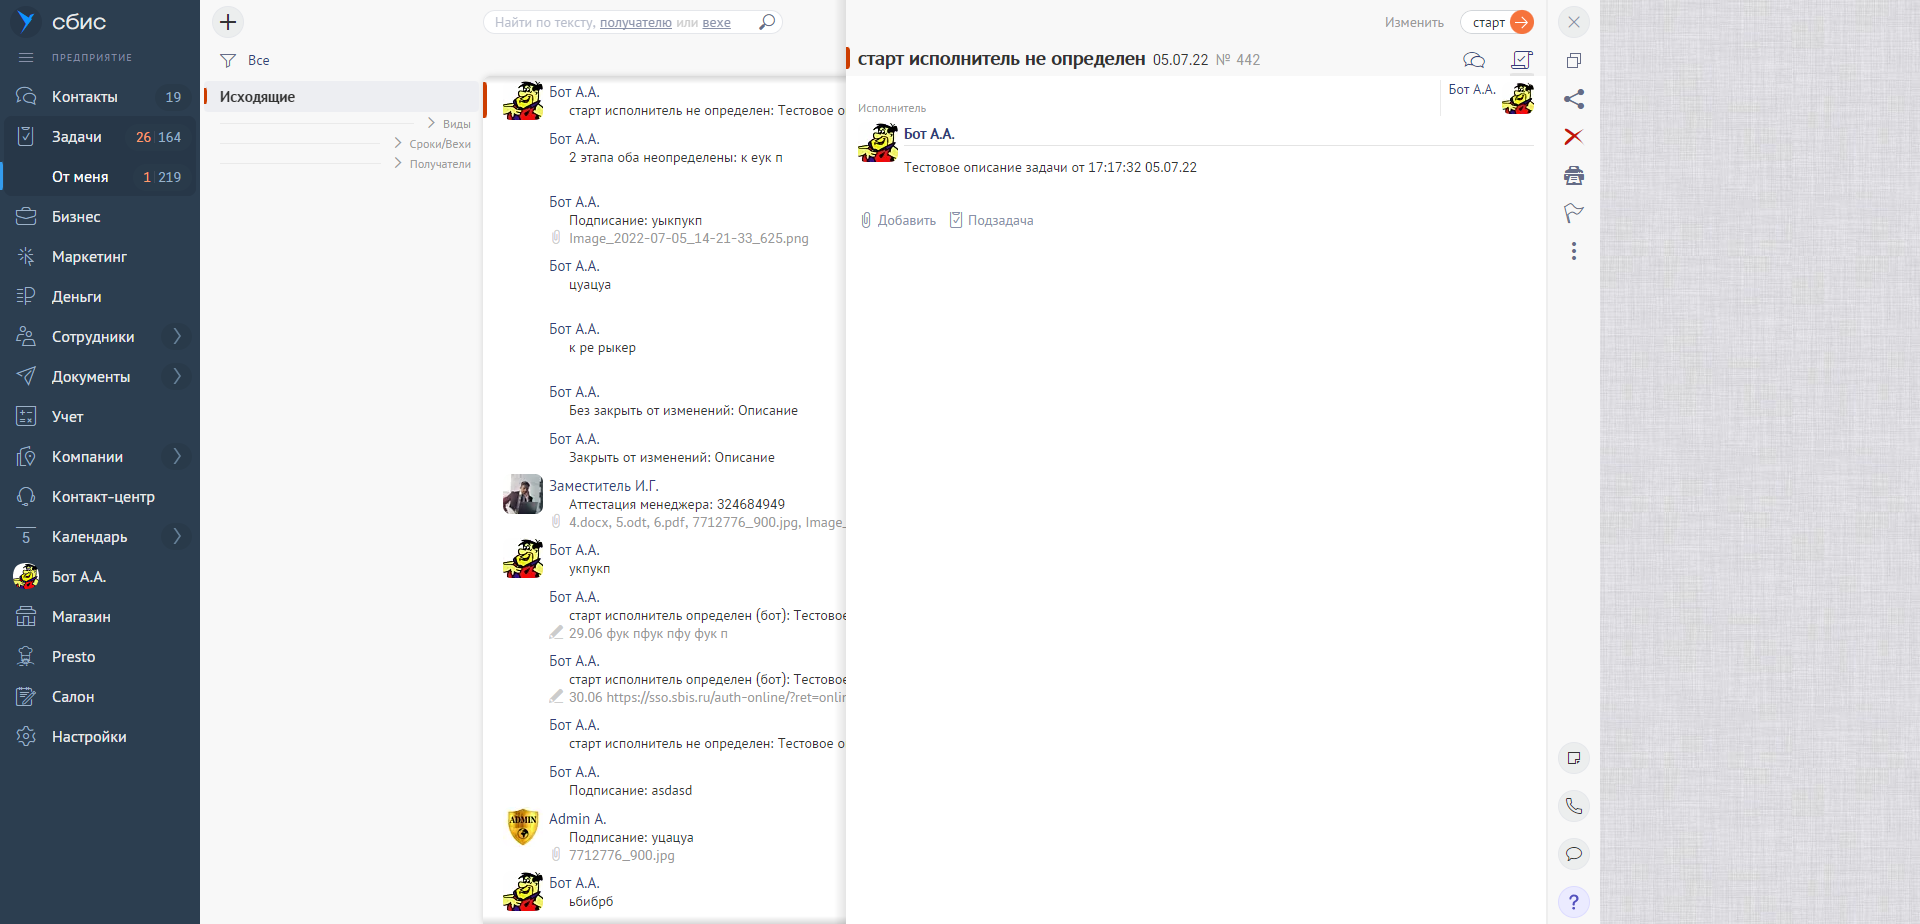 сбис
ПРЕДПРИЯТИЕ
Контакты 19
Задачи 26 164
От меня 1 219
Бизнес
Маркетинг
Деньги
Сотрудники
Документы
Учет
Компании
Контакт-центр
5 Календарь
Бот А.А.
Магазин
Presto
Салон
Настройки
Найти по тексту, получателю или вехе
Все
Исходящие
Виды
Сроки/Вехи
Получатели
Бот А.А.
старт исполнитель не определен: Тестовое о
Бот А.А.
2 этапа оба неопределены: к еук п
Бот А.А.
Подписание: уыкпукп
Image_2022-07-05_14-21-33_625.png
Бот А.А.
цуацуа
Бот А.А.
к ре рыкер
Бот А.А.
Без закрыть от изменений: Описание
Бот А.А.
Закрыть от изменений: Описание
Заместитель И.Г.
Аттестация менеджера: 324684949
4.docx, 5.odt, 6.pdf, 7712776_900.jpg, Image_
Бот А.А.
укпукп
Бот А.А.
старт исполнитель определен (бот): Тестовое
29.06 фук пфук пфу фук п
Бот А.А.
старт исполнитель определен (бот): Тестовое
30.06 https://sso.sbis.ru/auth-online/?ret=onlin
Бот А.А.
старт исполнитель не определен: Тестовое о
Бот А.А.
Подписание: asdasd
ADMIN
Admin А.
Подписание: уцацуа
7712776_900.jpg
Бот А.А.
ьбибрб
Изменить старт
старт исполнитель не определен 05.07.22 № 442
Бот А.А.
Исполнитель
Бот А.А.
Тестовое описание задачи от 17:17:32 05.07.22
Добавить Подзадача
?